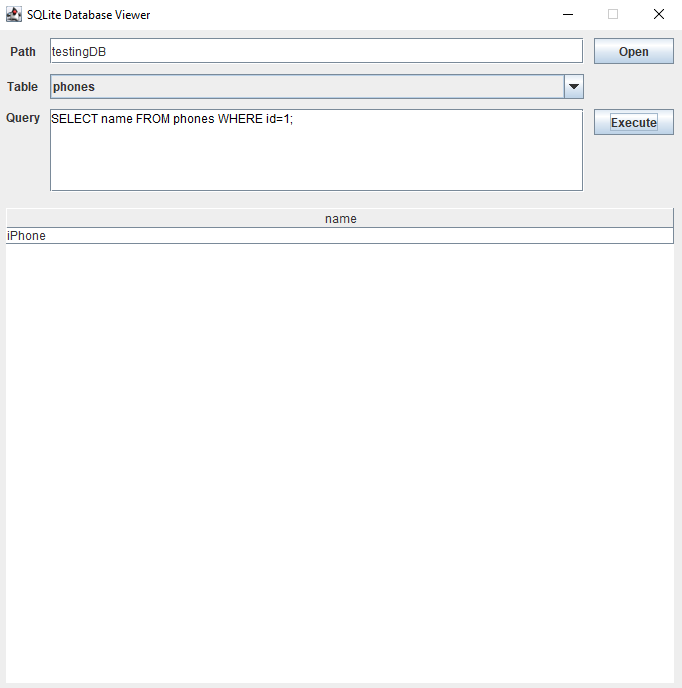 SQLite Database Viewer
Path testingDB Open
Table phones
Query SELECT name FROM phones WHERE id=1; Execute
name
iPhone